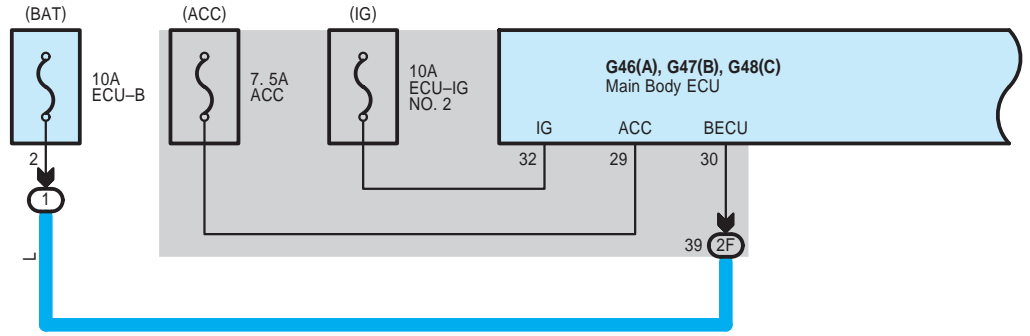 (BAT)
(ACC)
(IG)
10A
ECU–B
7. 5A
ACC
10A
ECU–IG
NO. 2
G46(A), G47(B), G48(C)
Main Body ECU
IG
ACC
BECU
2
32
29
30
1
39
2F
L